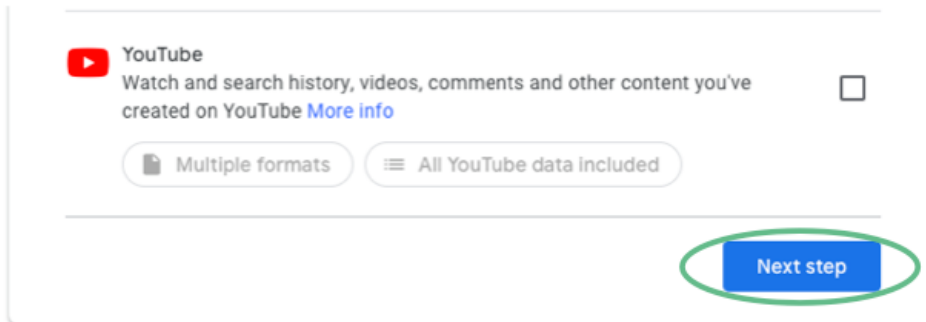 YouTube
Watch and search history, videos, comments and other content you've
created on YouTube More info
Multiple formats
All YouTube data included
Next step